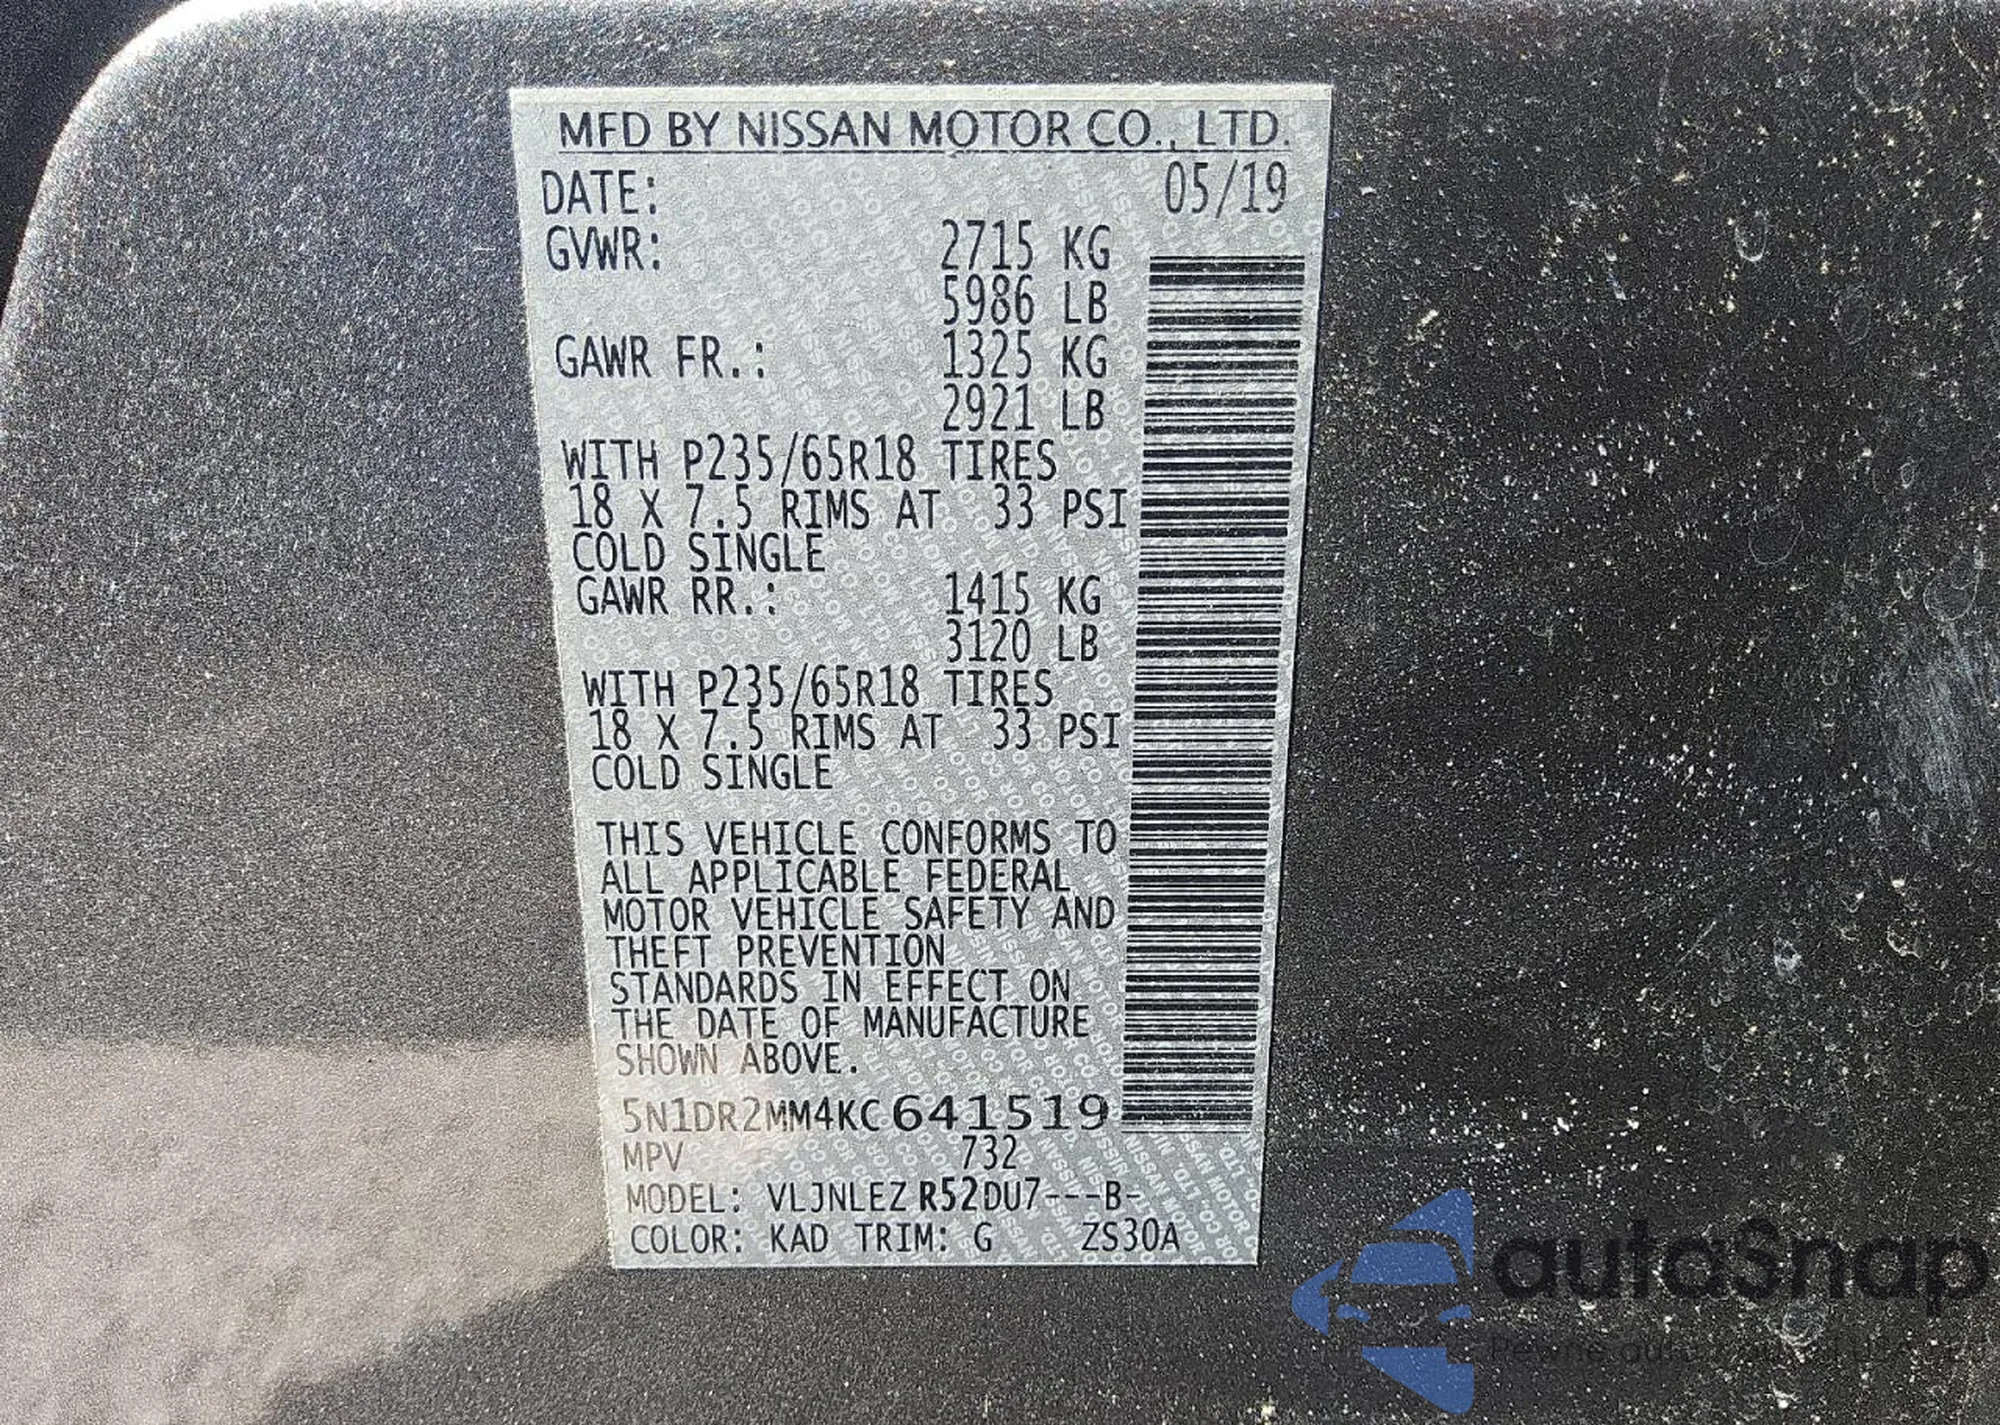 MFD BY NISSAN MOTOR CO., LTD.
DATE: 05/19
GVWR: 2715 KG
5986 LB
GAWR FR.: 1325 KG
2921 LB
WITH P235/65R18 TIRES
18 X 7.5 RIMS AT 33 PSI
COLD SINGLE
GAWR RR.: 1415 KG
3120 LB
WITH P235/65R18 TIRES
18 X 7.5 RIMS AT 33 PSI
COLD SINGLE
THIS VEHICLE CONFORMS TO
ALL APPLICABLE FEDERAL
MOTOR VEHICLE SAFETY AND
THEFT PREVENTION
STANDARDS IN EFFECT ON
THE DATE OF MANUFACTURE
SHOWN ABOVE.
5N1DR2MM4KC641519
MPV 732
MODEL: VLJNLEZ R52DU7---B-
COLOR: KAD TRIM: G ZS30A
autaSnap
Pewne auta